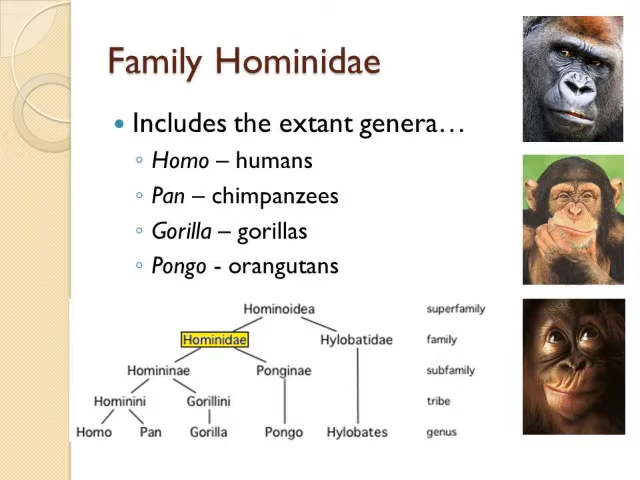 Family Hominidae
Includes the extant genera…
Homo – humans
Pan – chimpanzees
Gorilla – gorillas
Pongo - orangutans
Hominoidea superfamily
Hominidae Hylobatidae family
Homininae Ponginae subfamily
Hominini Gorillini tribe
Homo Pan Gorilla Pongo Hylobates genus